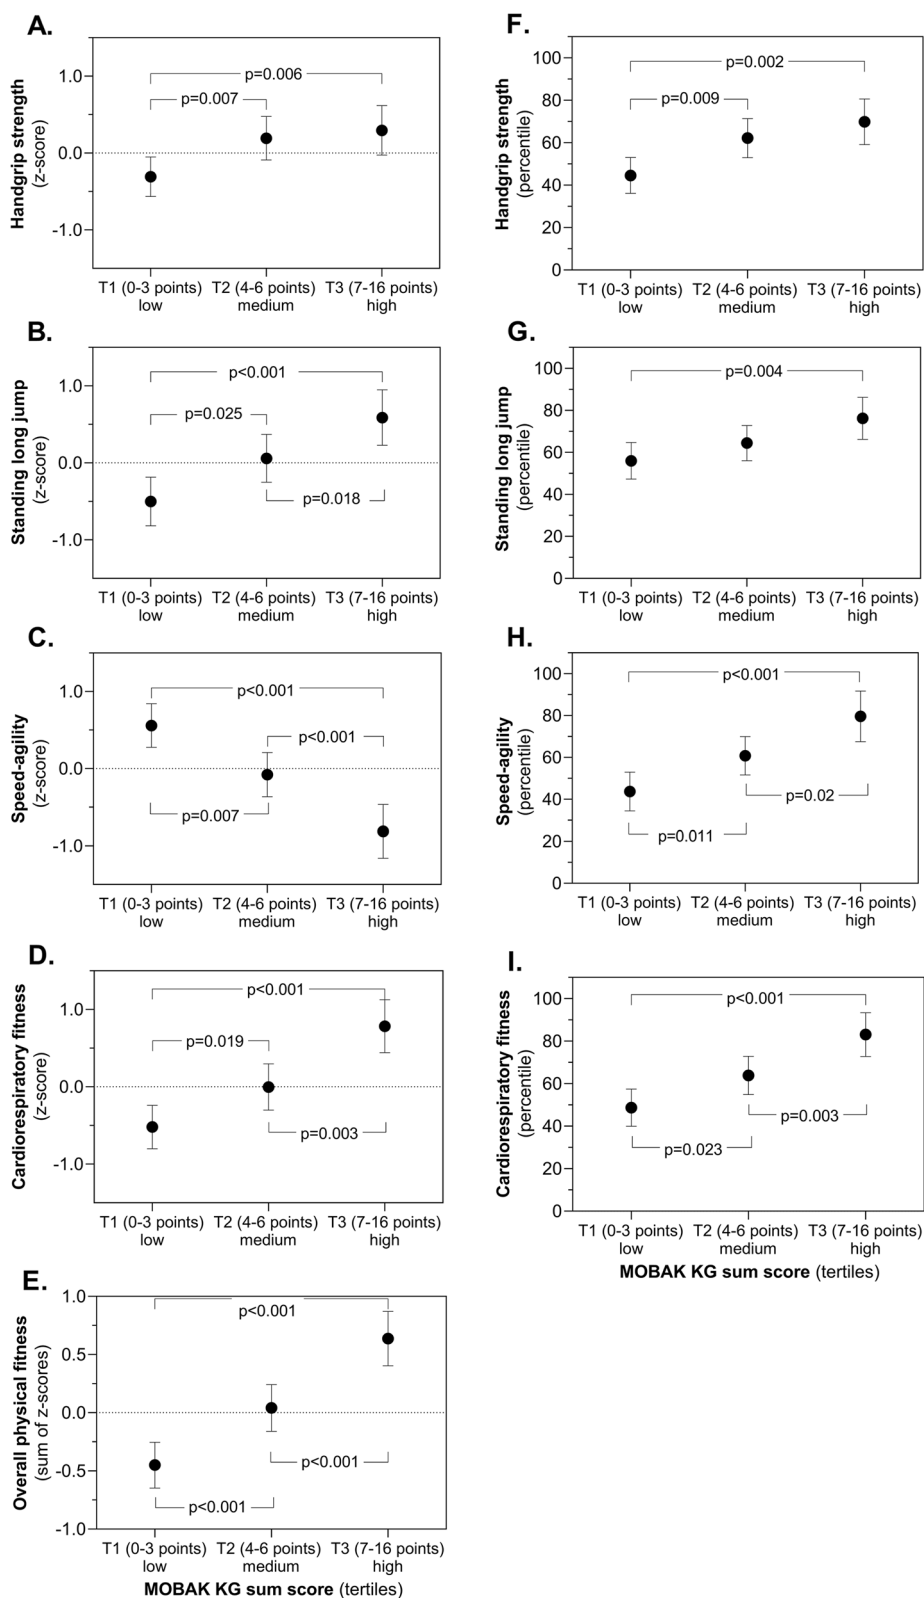 A.
Handgrip strength
(z-score)
1.0
0.0
-1.0
p=0.006
p=0.007
T1 (0-3 points) T2 (4-6 points) T3 (7-16 points)
low medium high
F.
Handgrip strength
(percentile)
100
80
60
40
20
0
p=0.002
p=0.009
T1 (0-3 points) T2 (4-6 points) T3 (7-16 points)
low medium high
B.
Standing long jump
(z-score)
1.0
0.0
-1.0
p<0.001
p=0.025
p=0.018
T1 (0-3 points) T2 (4-6 points) T3 (7-16 points)
low medium high
G.
Standing long jump
(percentile)
100
80
60
40
20
0
p=0.004
T1 (0-3 points) T2 (4-6 points) T3 (7-16 points)
low medium high
C.
Speed-agility
(z-score)
1.0
0.0
-1.0
p<0.001
p<0.001
p=0.007
T1 (0-3 points) T2 (4-6 points) T3 (7-16 points)
low medium high
H.
Speed-agility
(percentile)
100
80
60
40
20
0
p<0.001
p=0.02
p=0.011
T1 (0-3 points) T2 (4-6 points) T3 (7-16 points)
low medium high
D.
Cardiorespiratory fitness
(z-score)
1.0
0.0
-1.0
p<0.001
p=0.019
p=0.003
T1 (0-3 points) T2 (4-6 points) T3 (7-16 points)
low medium high
I.
Cardiorespiratory fitness
(percentile)
100
80
60
40
20
0
p<0.001
p=0.003
p=0.023
T1 (0-3 points) T2 (4-6 points) T3 (7-16 points)
low medium high
MOBAK KG sum score (tertiles)
E.
Overall physical fitness
(sum of z-scores)
1.0
0.5
0.0
-0.5
-1.0
p<0.001
p<0.001
p<0.001
T1 (0-3 points) T2 (4-6 points) T3 (7-16 points)
low medium high
MOBAK KG sum score (tertiles)